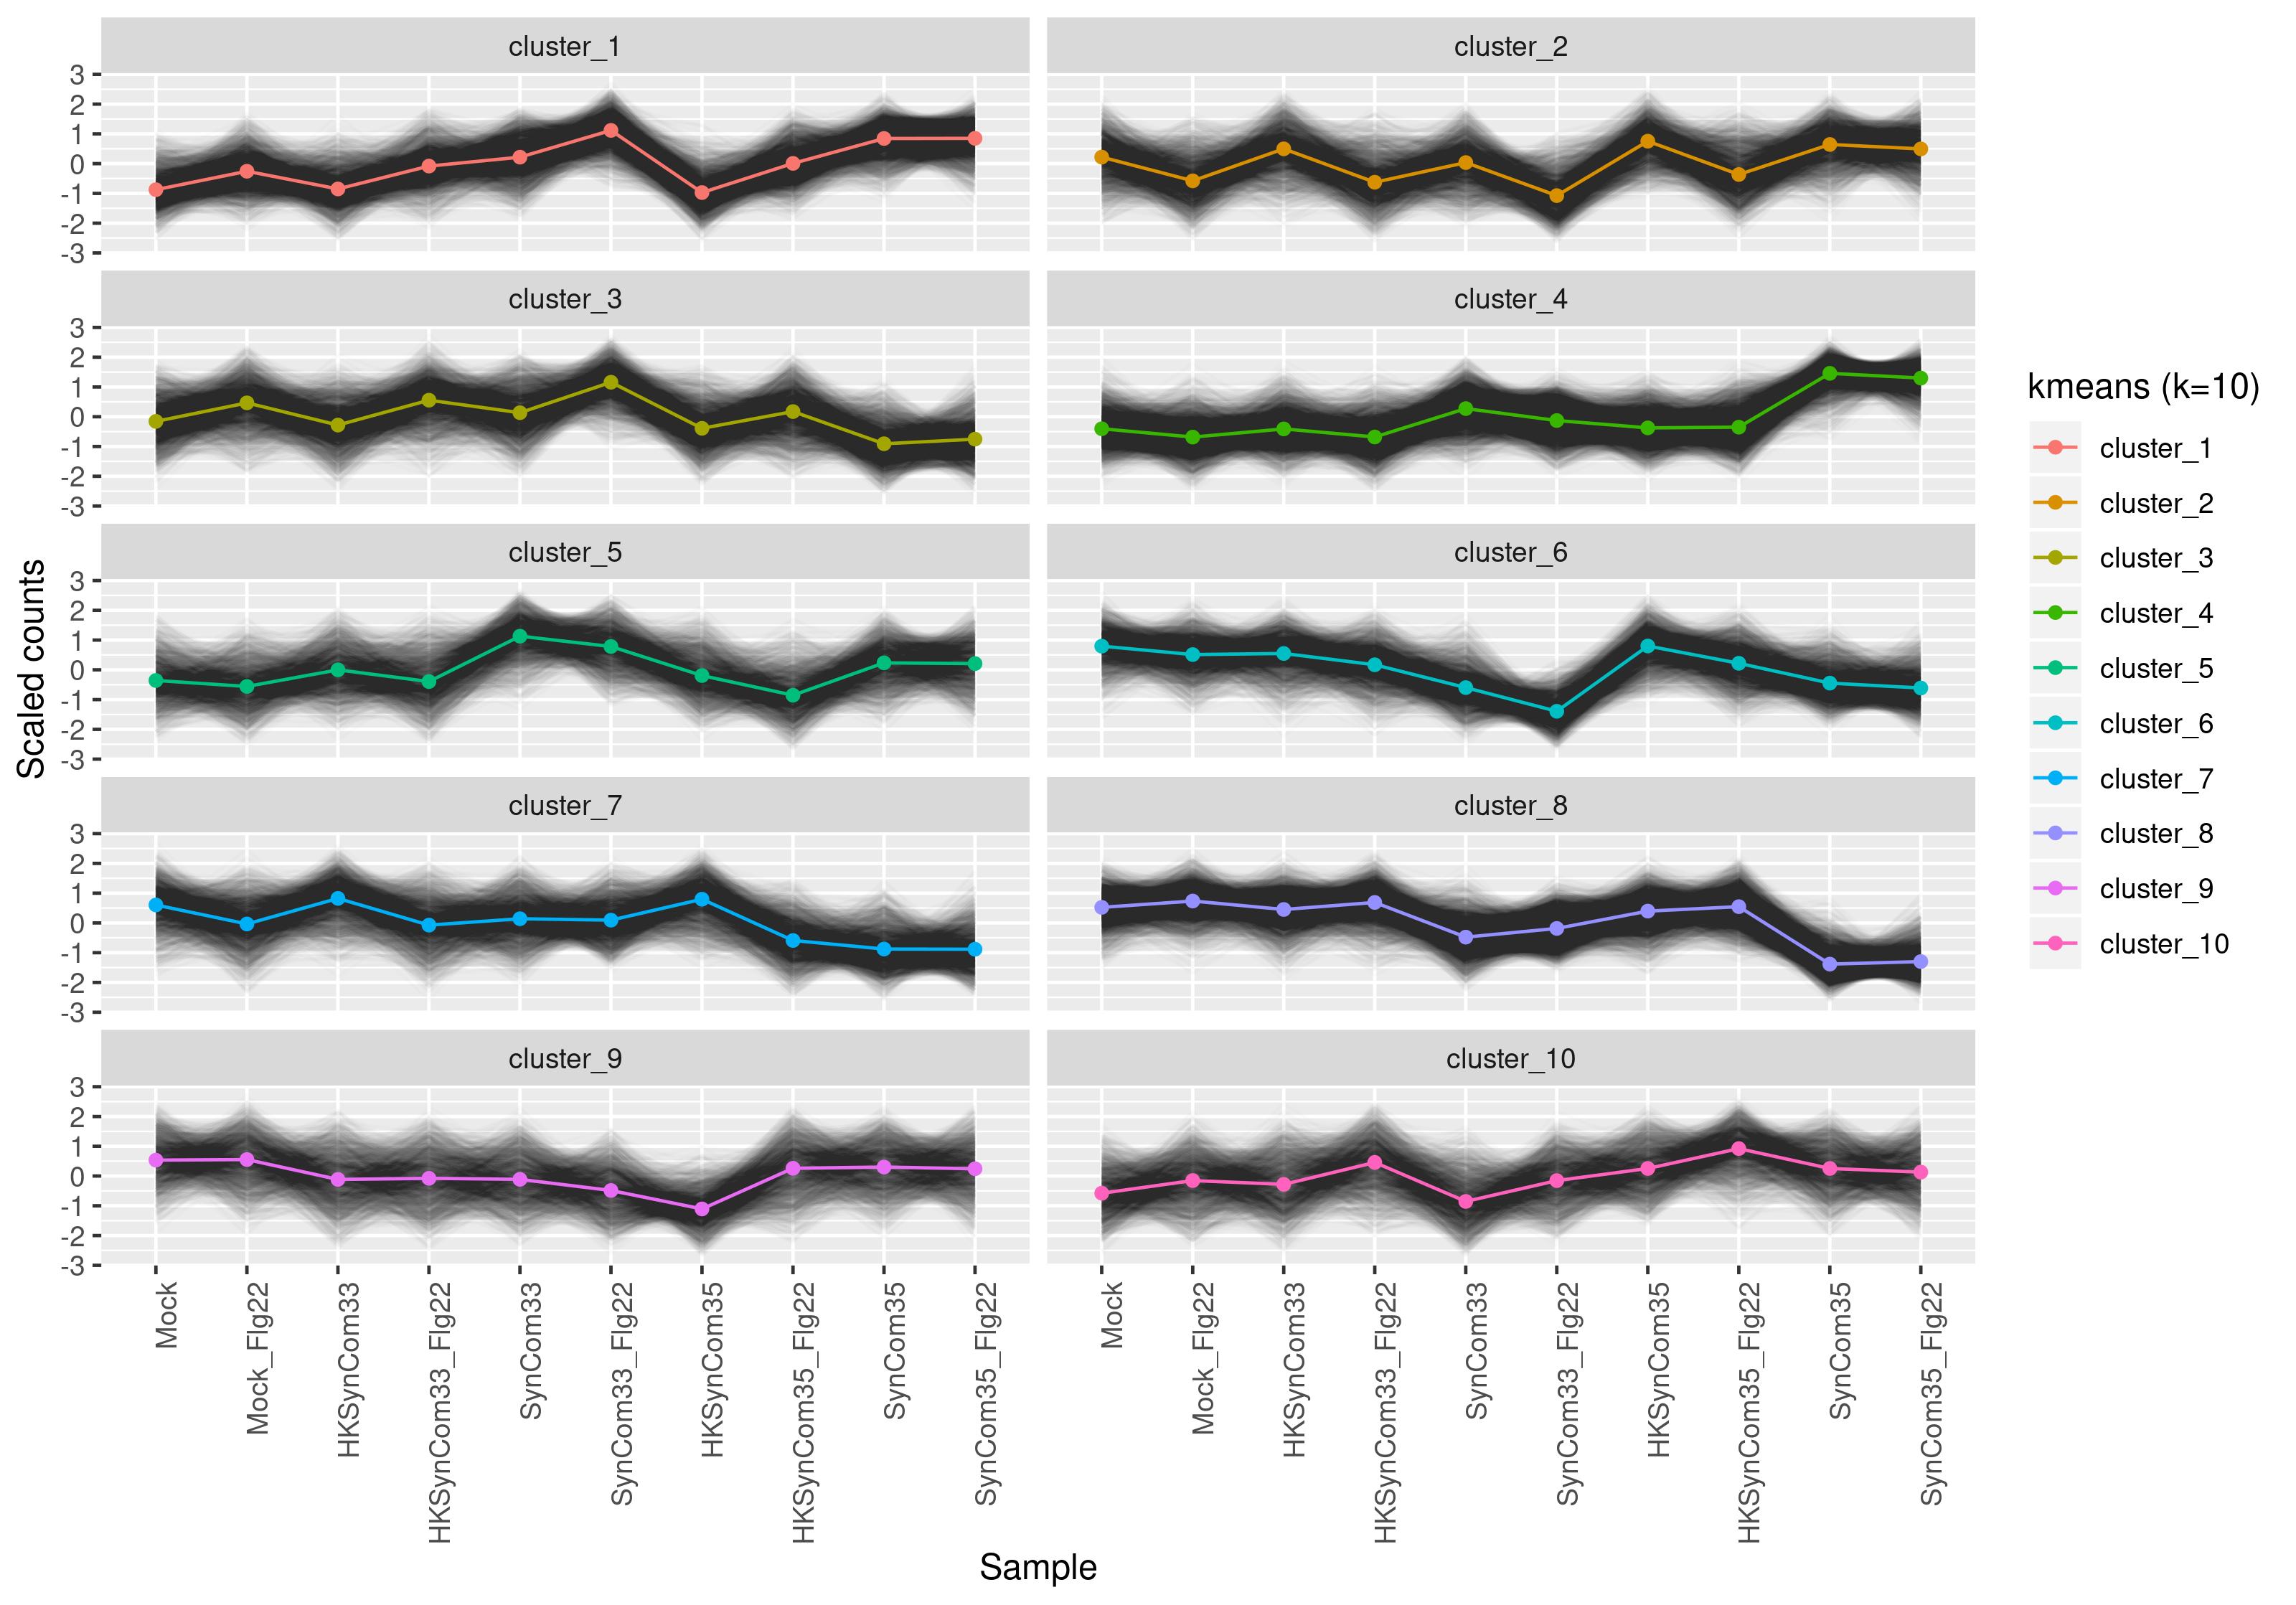 cluster_1
cluster_2
3
2
1
0
-1
-2
-3
cluster_3
cluster_4
3
2
1
0
-1
-2
-3
cluster_5
cluster_6
3
2
1
0
-1
-2
-3
cluster_7
cluster_8
3
2
1
0
-1
-2
-3
cluster_9
cluster_10
3
2
1
0
-1
-2
-3
Scaled counts
Mock
Mock_Flg22
HKSynCom33
HKSynCom33_Flg22
SynCom33
SynCom33_Flg22
HKSynCom35
HKSynCom35_Flg22
SynCom35
SynCom35_Flg22
Mock
Mock_Flg22
HKSynCom33
HKSynCom33_Flg22
SynCom33
SynCom33_Flg22
HKSynCom35
HKSynCom35_Flg22
SynCom35
SynCom35_Flg22
Sample
kmeans (k=10)
cluster_1
cluster_2
cluster_3
cluster_4
cluster_5
cluster_6
cluster_7
cluster_8
cluster_9
cluster_10